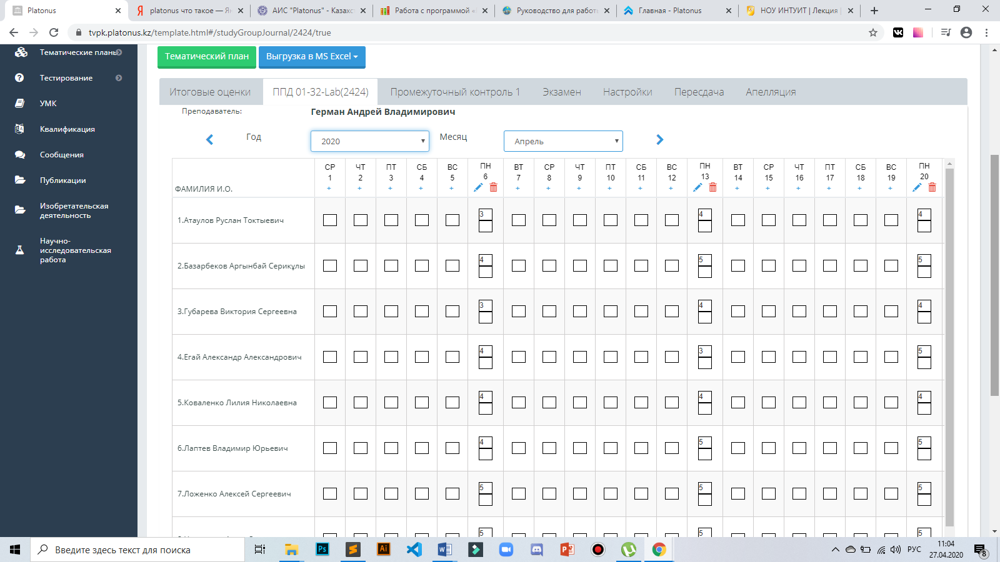 Platonus
platonus что такое — Ян
АИС "Platonus" - Казахс
Работа с программой «
Руководство для работ
Главная - Platonus
НОУ ИНТУИТ | Лекция |
tvpk.platonus.kz/template.html#/studyGroupJournal/2424/true
Тематические планы
Тестирование
УМК
Квалификация
Сообщения
Публикации
Изобретательская
деятельность
Научно-
исследовательская
работа
Тематический план
Выгрузка в MS Excel
Итоговые оценки
ППД 01-32-Lab(2424)
Промежуточный контроль 1
Экзамен
Настройки
Пересдача
Апелляция
Преподаватель:
Герман Андрей Владимирович
Год
2020
Месяц
Апрель
ФАМИЛИЯ И.О.
СР ЧТ ПТ СБ ВС ПН ВТ СР ЧТ ПТ СБ ВС ПН ВТ СР ЧТ ПТ СБ ВС ПН
1 2 3 4 5 6 7 8 9 10 11 12 13 14 15 16 17 18 19 20
+ + + + + + + + + + + + + + + + +
1.Атаулов Руслан Токтыевич 3 4 4
2.Базарбеков Аргынбай Серикұлы 4 5 5
3.Губарева Виктория Сергеевна 3 4 4
4.Егай Александр Александрович 4 3 5
5.Коваленко Лилия Николаевна 4 4 4
6.Лаптев Владимир Юрьевич 4 5 5
7.Ложенко Алексей Сергеевич 5 5 5
5 5 5
Введите здесь текст для поиска
РУС
11:04
27.04.2020
8